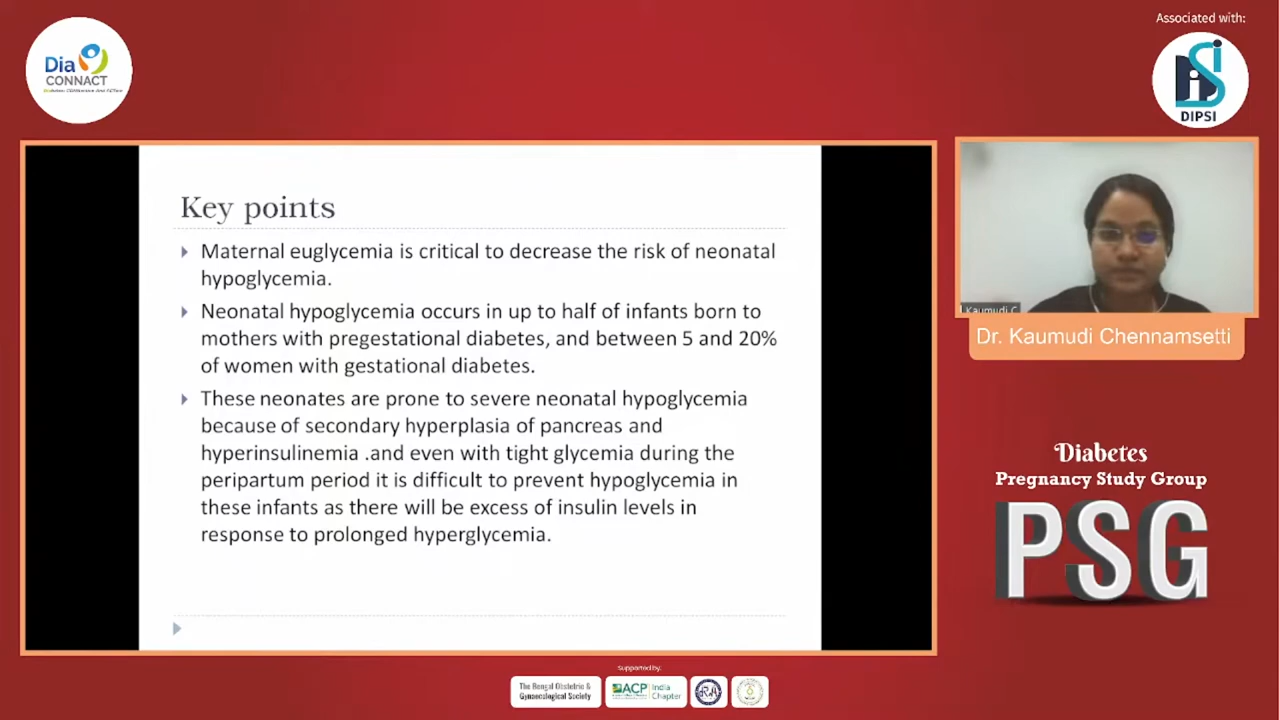 Associated with:
Dia
CONNACT
DiSi
DIPSI
Key points
Maternal euglycemia is critical to decrease the risk of neonatal
hypoglycemia.
Neonatal hypoglycemia occurs in up to half of infants born to
mothers with pregestational diabetes, and between 5 and 20%
of women with gestational diabetes.
These neonates are prone to severe neonatal hypoglycemia
because of secondary hyperplasia of pancreas and
hyperinsulinemia .and even with tight glycemia during the
peripartum period it is difficult to prevent hypoglycemia in
these infants as there will be excess of insulin levels in
response to prolonged hyperglycemia.
Kaumudi C
Dr. Kaumudi Chennamsetti
Diabetes
Pregnancy Study Group
PSG
Supported by:
The Bengal Obstetric &
Gynaecological Society
ACP India
Chapter